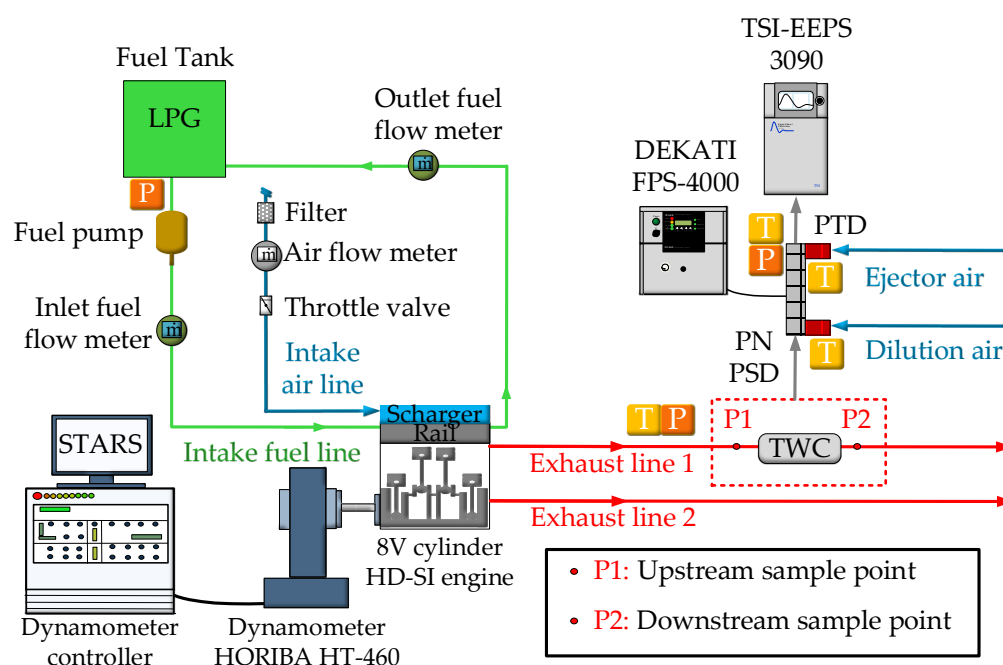 TSI-EEPS
3090
Fuel Tank
LPG
Outlet fuel
flow meter
ṁ
DEKATI
FPS-4000
P
Filter
Fuel pump
Air flow meter
ṁ
T
PTD
P
T
Ejector air
Inlet fuel
flow meter
ṁ
Throttle valve
Intake
air line
PN
PSD
T
Dilution air
Scharger
Rail
T P
P1
P2
STARS
Intake fuel line
Exhaust line 1
TWC
Exhaust line 2
8V cylinder
HD-SI engine
P1: Upstream sample point
P2: Downstream sample point
Dynamometer
controller
Dynamometer
HORIBA HT-460